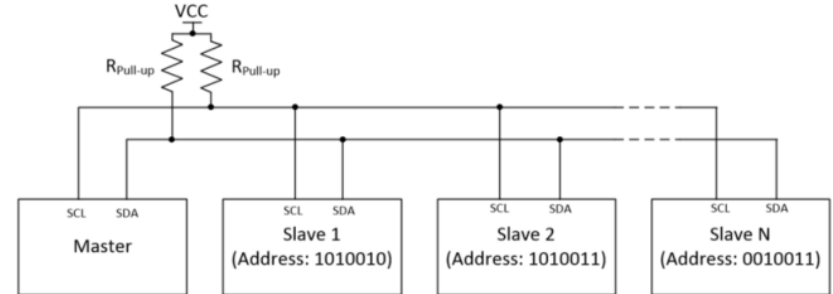 VCC
RPull-up
RPull-up
SCL SDA
Master
SCL SDA
Slave 1
(Address: 1010010)
SCL SDA
Slave 2
(Address: 1010011)
SCL SDA
Slave N
(Address: 0010011)